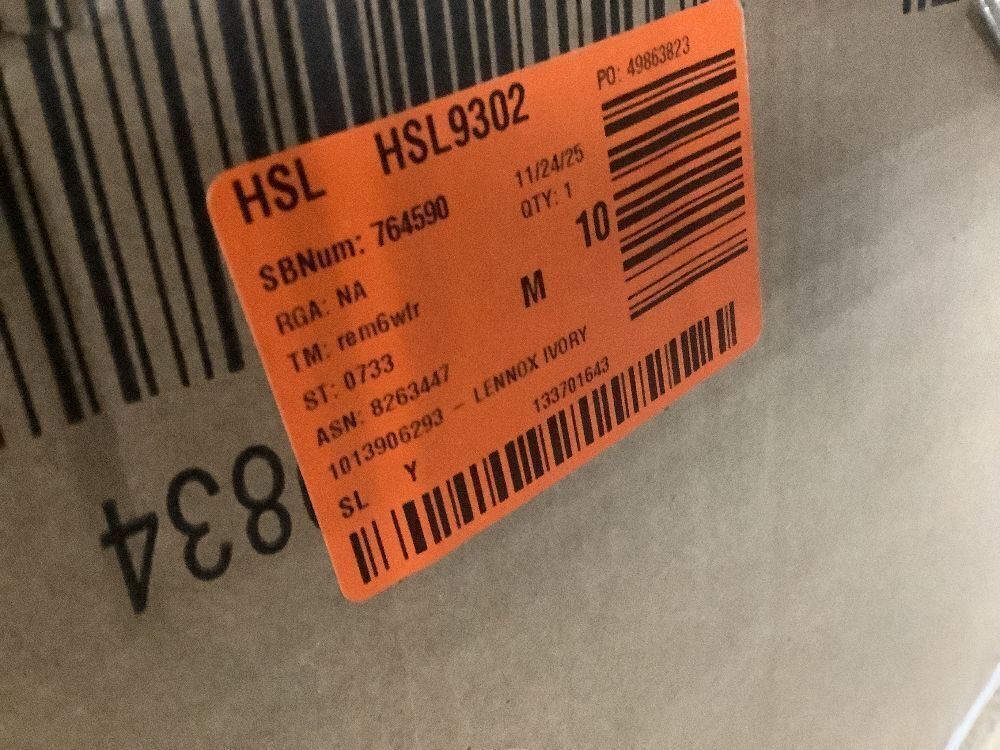 HSL HSL9302 PO: 49863823
SBNum: 764590 11/24/25
QTY: 1
RGA: NA 10
TM: rem6wfr M
ST: 0733
ASN: 8263447
1013906293 - LENNOX IVORY
SL Y 133701643
834